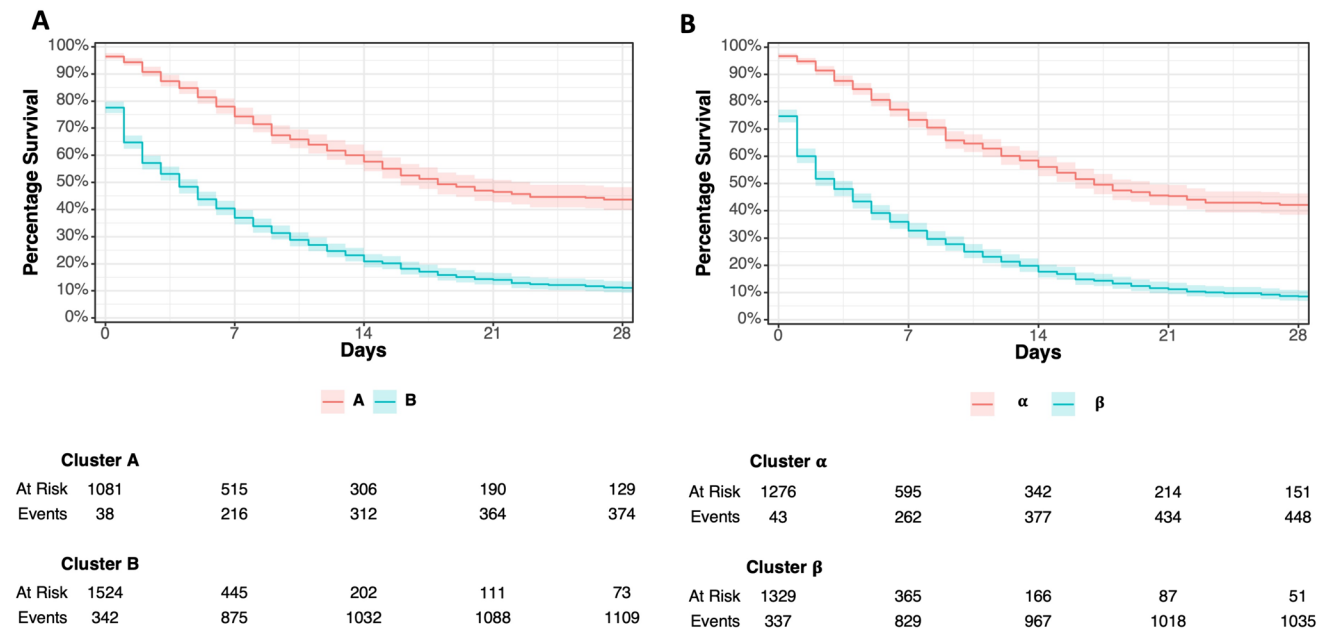 A
Percentage Survival
100%
90%
80%
70%
60%
50%
40%
30%
20%
10%
0%
0 7 14 21 28
Days
A B
Cluster A
At Risk 1081 515 306 190 129
Events 38 216 312 364 374
Cluster B
At Risk 1524 445 202 111 73
Events 342 875 1032 1088 1109
B
Percentage Survival
100%
90%
80%
70%
60%
50%
40%
30%
20%
10%
0%
0 7 14 21 28
Days
α β
Cluster α
At Risk 1276 595 342 214 151
Events 43 262 377 434 448
Cluster β
At Risk 1329 365 166 87 51
Events 337 829 967 1018 1035